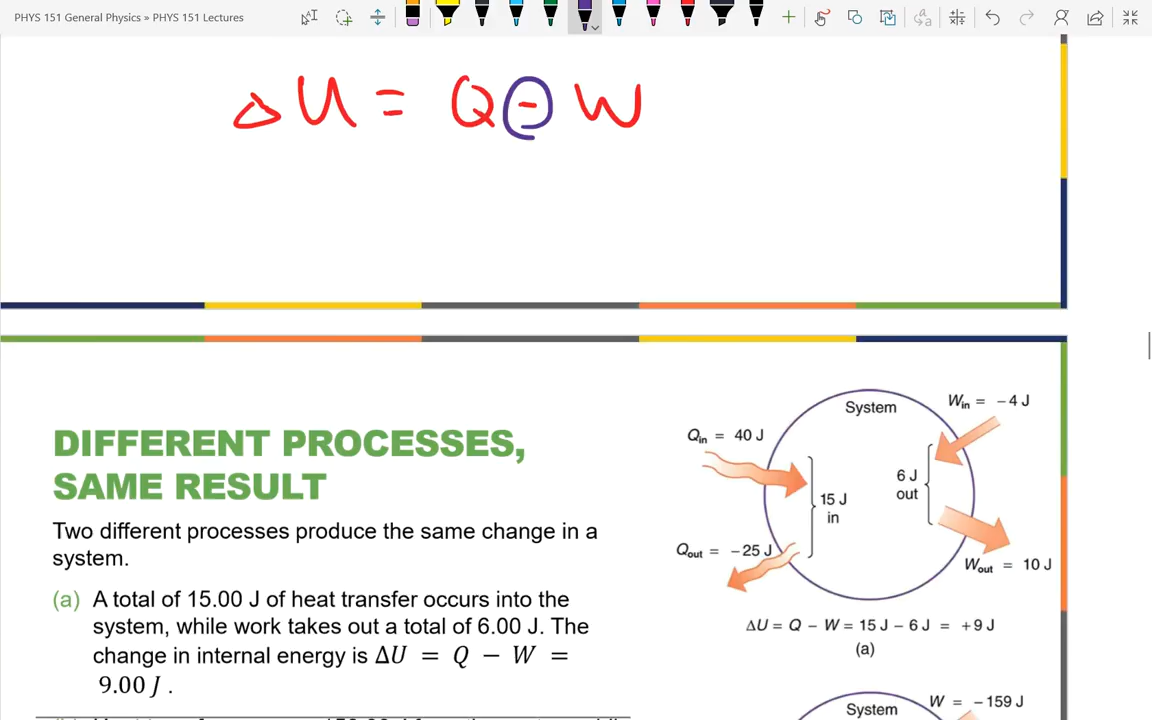 PHYS 151 General Physics » PHYS 151 Lectures
ΔU = Q - W
DIFFERENT PROCESSES,
SAME RESULT
Two different processes produce the same change in a
system.
(a) A total of 15.00 J of heat transfer occurs into the
system, while work takes out a total of 6.00 J. The
change in internal energy is ΔU = Q − W =
9.00 J .
System
Win = −4 J
Qin = 40 J
6 J
out
15 J
in
Qout = −25 J
Wout = 10 J
ΔU = Q − W = 15 J − 6 J = +9 J
(a)
W = −159 J
System